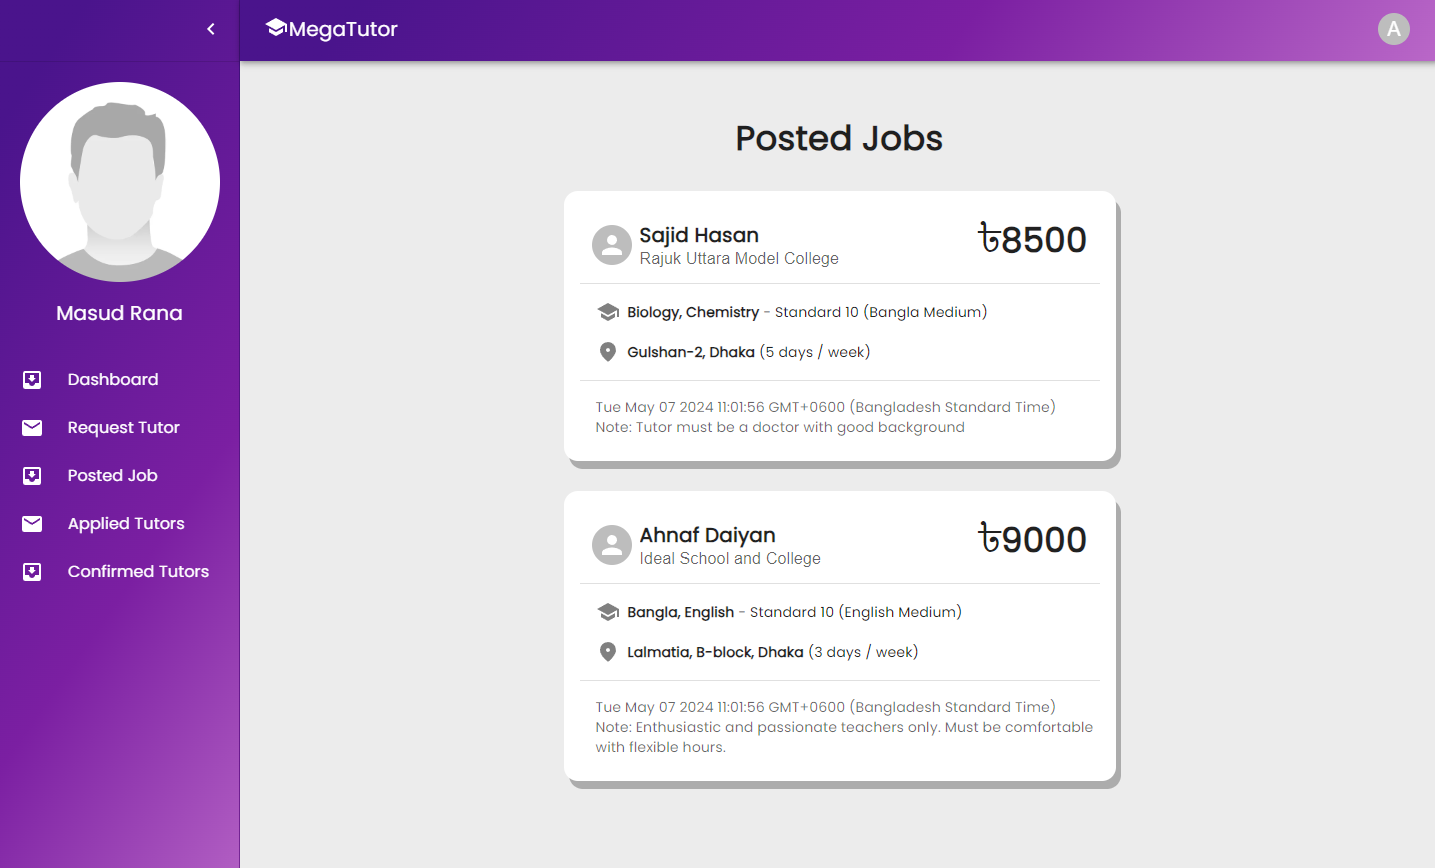 MegaTutor
A
Masud Rana
Dashboard
Request Tutor
Posted Job
Applied Tutors
Confirmed Tutors
Posted Jobs
Sajid Hasan
৳8500
Rajuk Uttara Model College
Biology, Chemistry - Standard 10 (Bangla Medium)
Gulshan-2, Dhaka (5 days / week)
Tue May 07 2024 11:01:56 GMT+0600 (Bangladesh Standard Time)
Note: Tutor must be a doctor with good background
Ahnaf Daiyan
৳9000
Ideal School and College
Bangla, English - Standard 10 (English Medium)
Lalmatia, B-block, Dhaka (3 days / week)
Tue May 07 2024 11:01:56 GMT+0600 (Bangladesh Standard Time)
Note: Enthusiastic and passionate teachers only. Must be comfortable
with flexible hours.